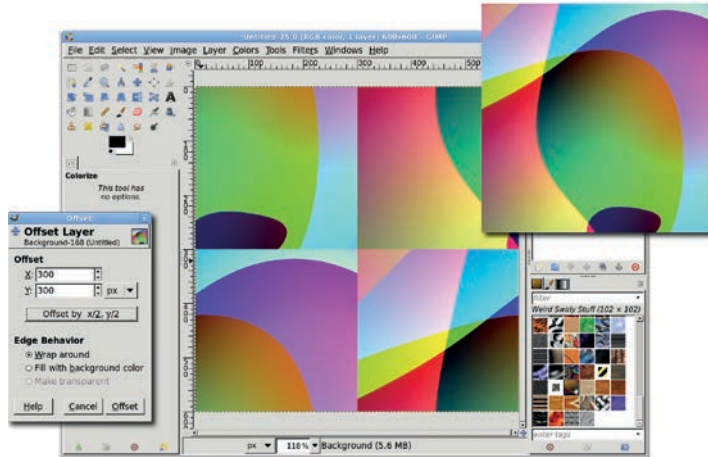 *Untitled-25.0 (RGB color, 1 layer) 600x600 – GIMP
File Edit Select View Image Layer Colors Tools Filters Windows Help
0 100 200 300 400 500
Colorize
This tool has
no options.
Offset
Offset Layer
Background-168 (Untitled)
Offset
X: 300
Y: 300 px
Offset by x/2, y/2
Edge Behavior
Wrap around
Fill with background color
Make transparent
Help Cancel Offset
filter
(102 × 102)
enter tags
px 118% Background (5.6 MB)